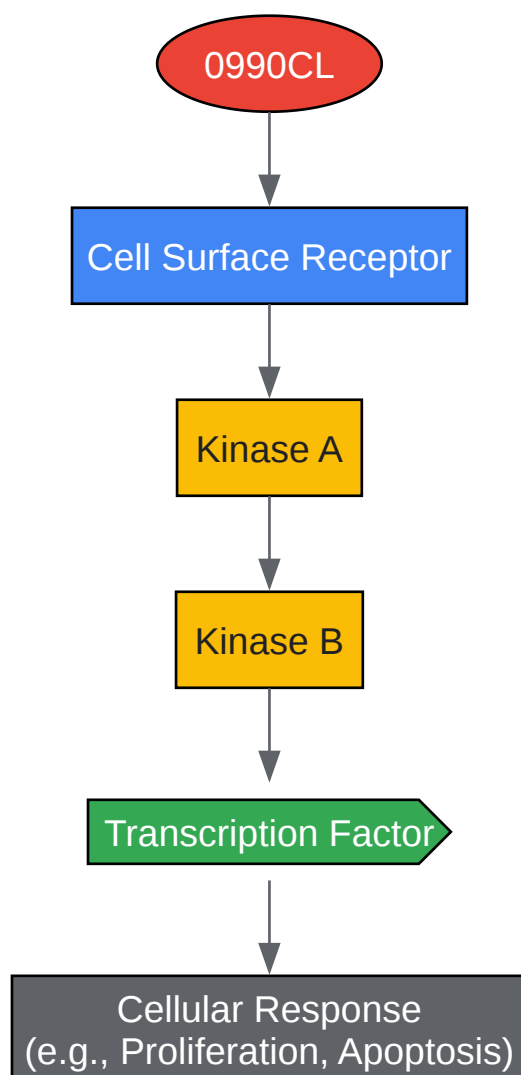 0990CL
Cell Surface Receptor
Kinase A
Kinase B
Transcription Factor
Cellular Response
(e.g., Proliferation, Apoptosis)